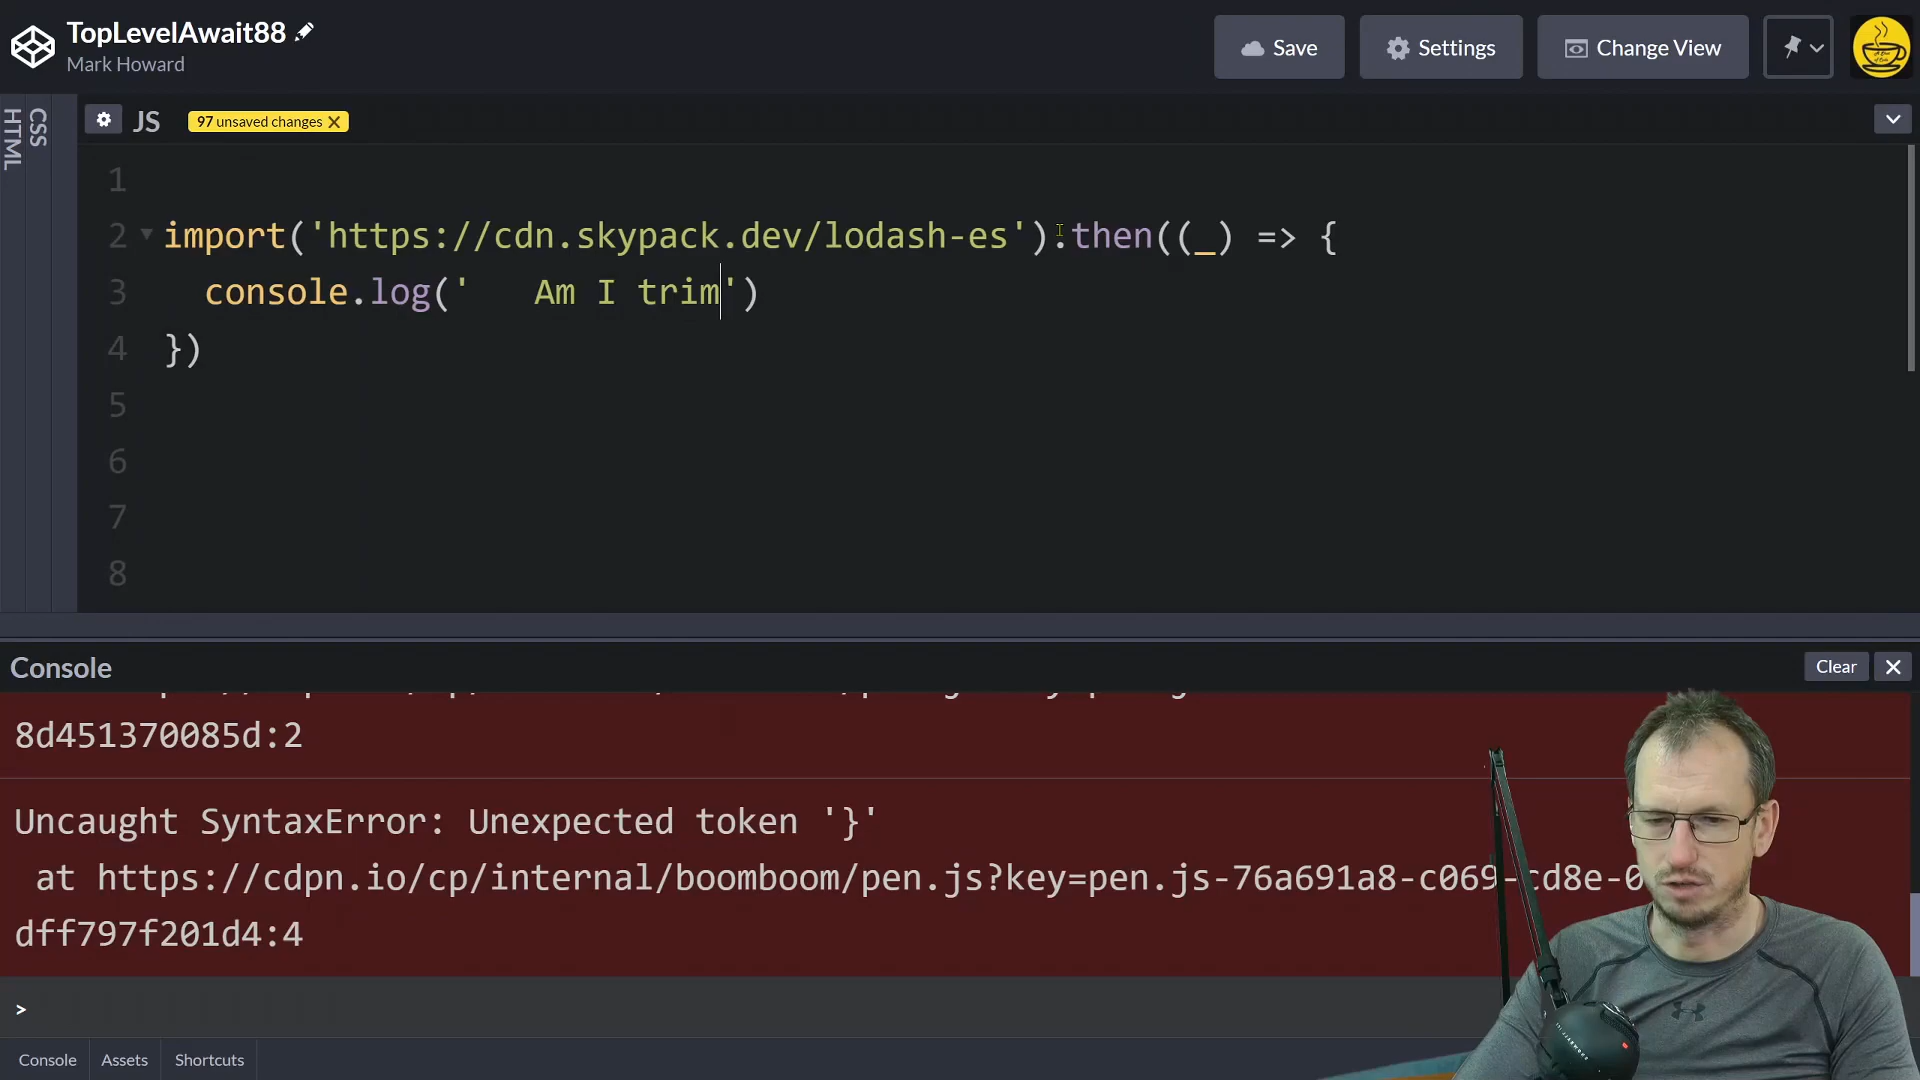 TopLevelAwait88
Mark Howard
Save
Settings
Change View
HTML
CSS
JS
97 unsaved changes
1
2 import('https://cdn.skypack.dev/lodash-es').then((_) => {
3 console.log('   Am I trim')
4 })
5
6
7
8
Console
Clear
8d451370085d:2
Uncaught SyntaxError: Unexpected token '}'
at https://cdpn.io/cp/internal/boomboom/pen.js?key=pen.js-76a691a8-c069-cd8e-0
dff797f201d4:4
>
Console
Assets
Shortcuts